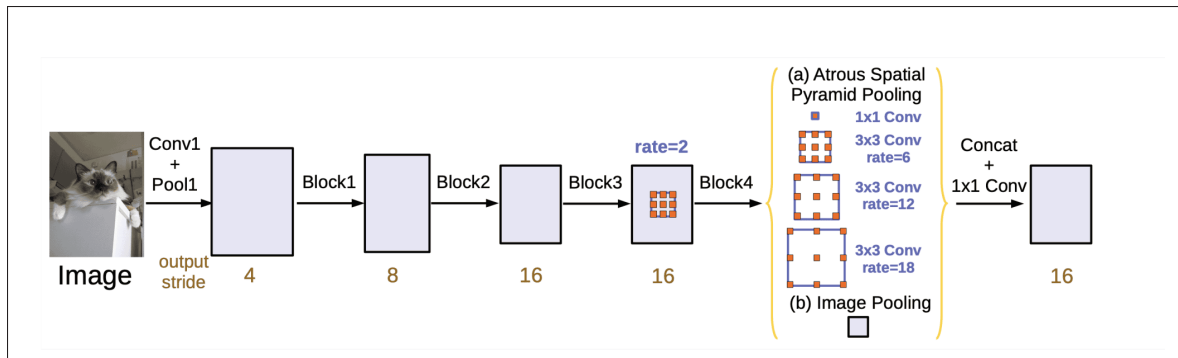 (a) Atrous Spatial
Pyramid Pooling
1x1 Conv
3x3 Conv
rate=6
3x3 Conv
rate=12
3x3 Conv
rate=18
(b) Image Pooling
Conv1
+
Pool1
Block1
Block2
Block3
rate=2
Block4
Concat
+
1x1 Conv
Image
output
stride
4
8
16
16
16